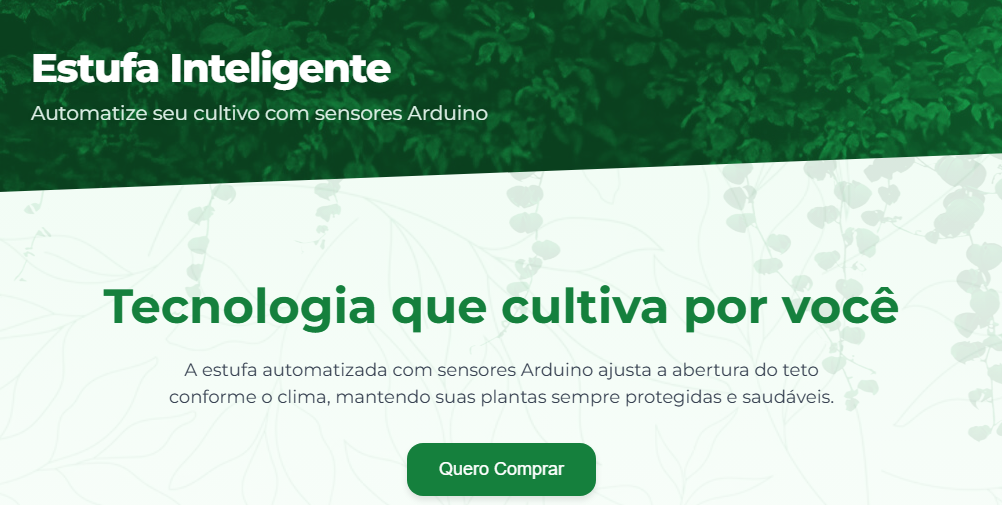 Estufa Inteligente
Automatize seu cultivo com sensores Arduino
Tecnologia que cultiva por você
A estufa automatizada com sensores Arduino ajusta a abertura do teto
conforme o clima, mantendo suas plantas sempre protegidas e saudáveis.
Quero Comprar